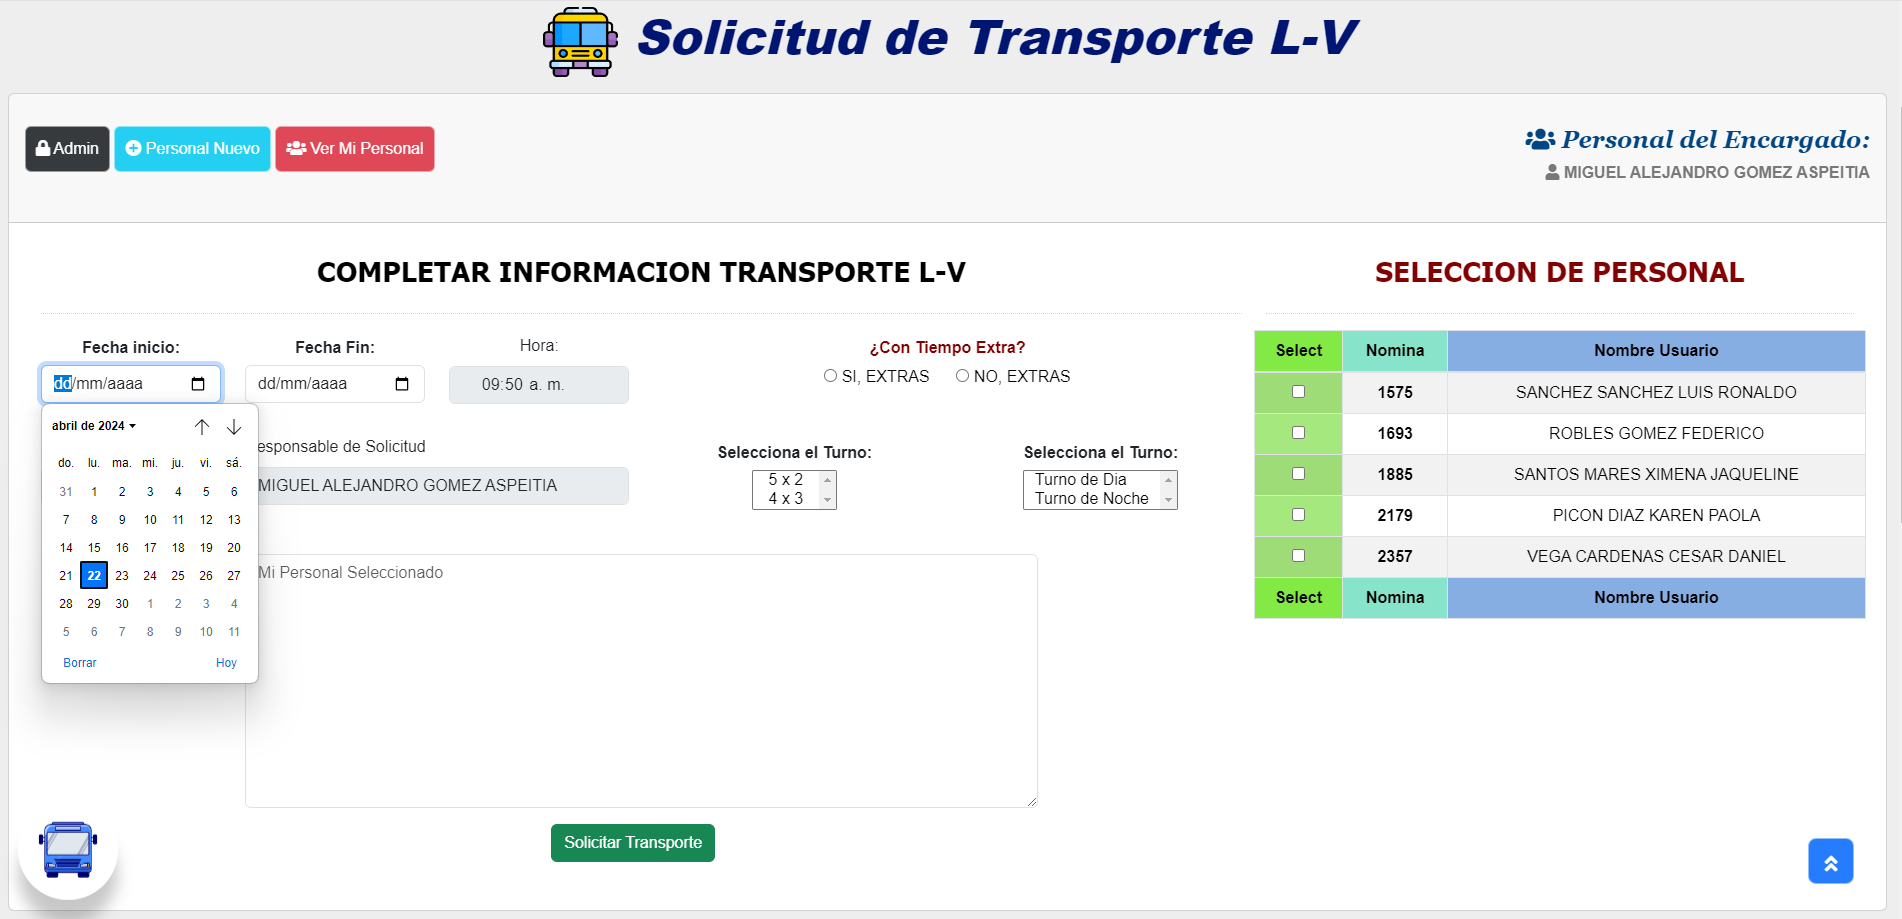 Solicitud de Transporte L-V
Admin
Personal Nuevo
Ver Mi Personal
Personal del Encargado:
MIGUEL ALEJANDRO GOMEZ ASPEITIA
COMPLETAR INFORMACION TRANSPORTE L-V
Fecha inicio:
dd/mm/aaaa
Fecha Fin:
dd/mm/aaaa
Hora:
09:50 a. m.
¿Con Tiempo Extra?
SI, EXTRAS NO, EXTRAS
abril de 2024
do. lu. ma. mi. ju. vi. sá.
31 1 2 3 4 5 6
7 8 9 10 11 12 13
14 15 16 17 18 19 20
21 22 23 24 25 26 27
28 29 30 1 2 3 4
5 6 7 8 9 10 11
Borrar Hoy
esponsable de Solicitud
MIGUEL ALEJANDRO GOMEZ ASPEITIA
Selecciona el Turno:
5 x 2
4 x 3
Selecciona el Turno:
Turno de Dia
Turno de Noche
Mi Personal Seleccionado
Solicitar Transporte
SELECCION DE PERSONAL
Select Nomina Nombre Usuario
1575 SANCHEZ SANCHEZ LUIS RONALDO
1693 ROBLES GOMEZ FEDERICO
1885 SANTOS MARES XIMENA JAQUELINE
2179 PICON DIAZ KAREN PAOLA
2357 VEGA CARDENAS CESAR DANIEL
Select Nomina Nombre Usuario